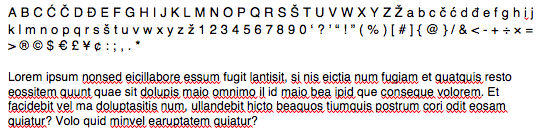 A B C Ć Č D Đ E F G H I J K L M N O P Q R S Š T U V W X Y Z Ž a b c ć č d đ e f g h i j
k l m n o p q r s š t u v w x y z ž 1 2 3 4 5 6 7 8 9 0 ‘ ? ’ “ ! ” ( % ) [ # ] { @ } / & < - + ÷ × =
> ® © $ € £ ¥ ¢ : ; , . *
Lorem ipsum nonsed eicillabore essum fugit lantisit, si nis eictia num fugiam et quatquis resto
eossitem quunt quae sit dolupis maio omnimo il id maio bea ipid que conseque volorem. Et
facidebit vel ma doluptasitis num, ullandebit hicto beaquos tiumquis postrum cori odit eosam
quiatur? Volo quid minvel earuptatem quiatur?